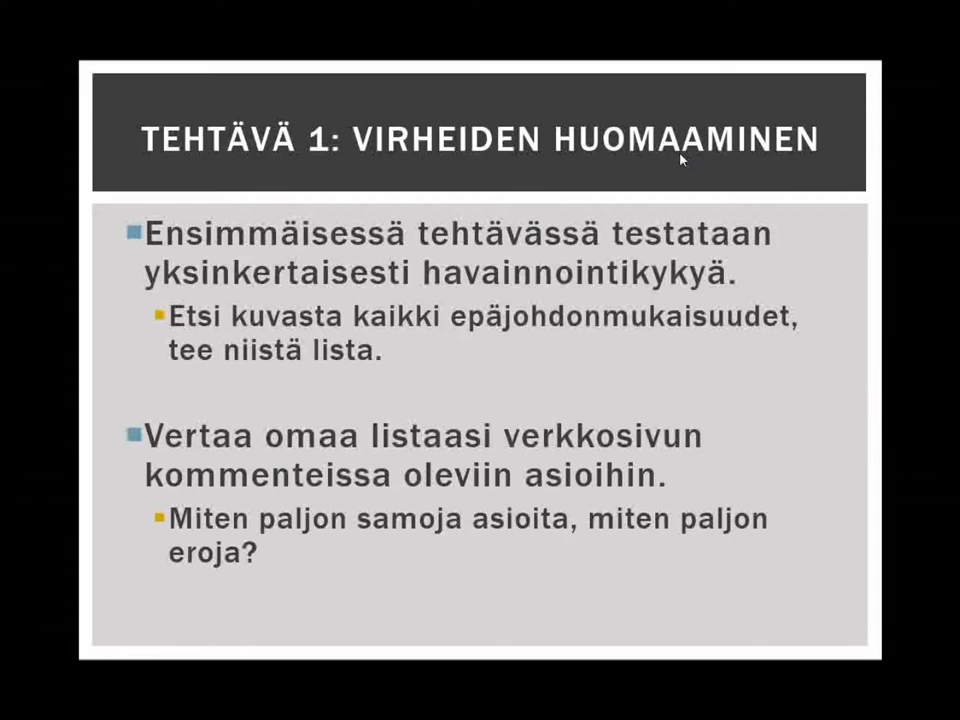 TEHTÄVÄ 1: VIRHEIDEN HUOMAAMINEN
Ensimmäisessä tehtävässä testataan
yksinkertaisesti havainnointikykyä.
Etsi kuvasta kaikki epäjohdonmukaisuudet,
tee niistä lista.
Vertaa omaa listaasi verkkosivun
kommenteissa oleviin asioihin.
Miten paljon samoja asioita, miten paljon
eroja?